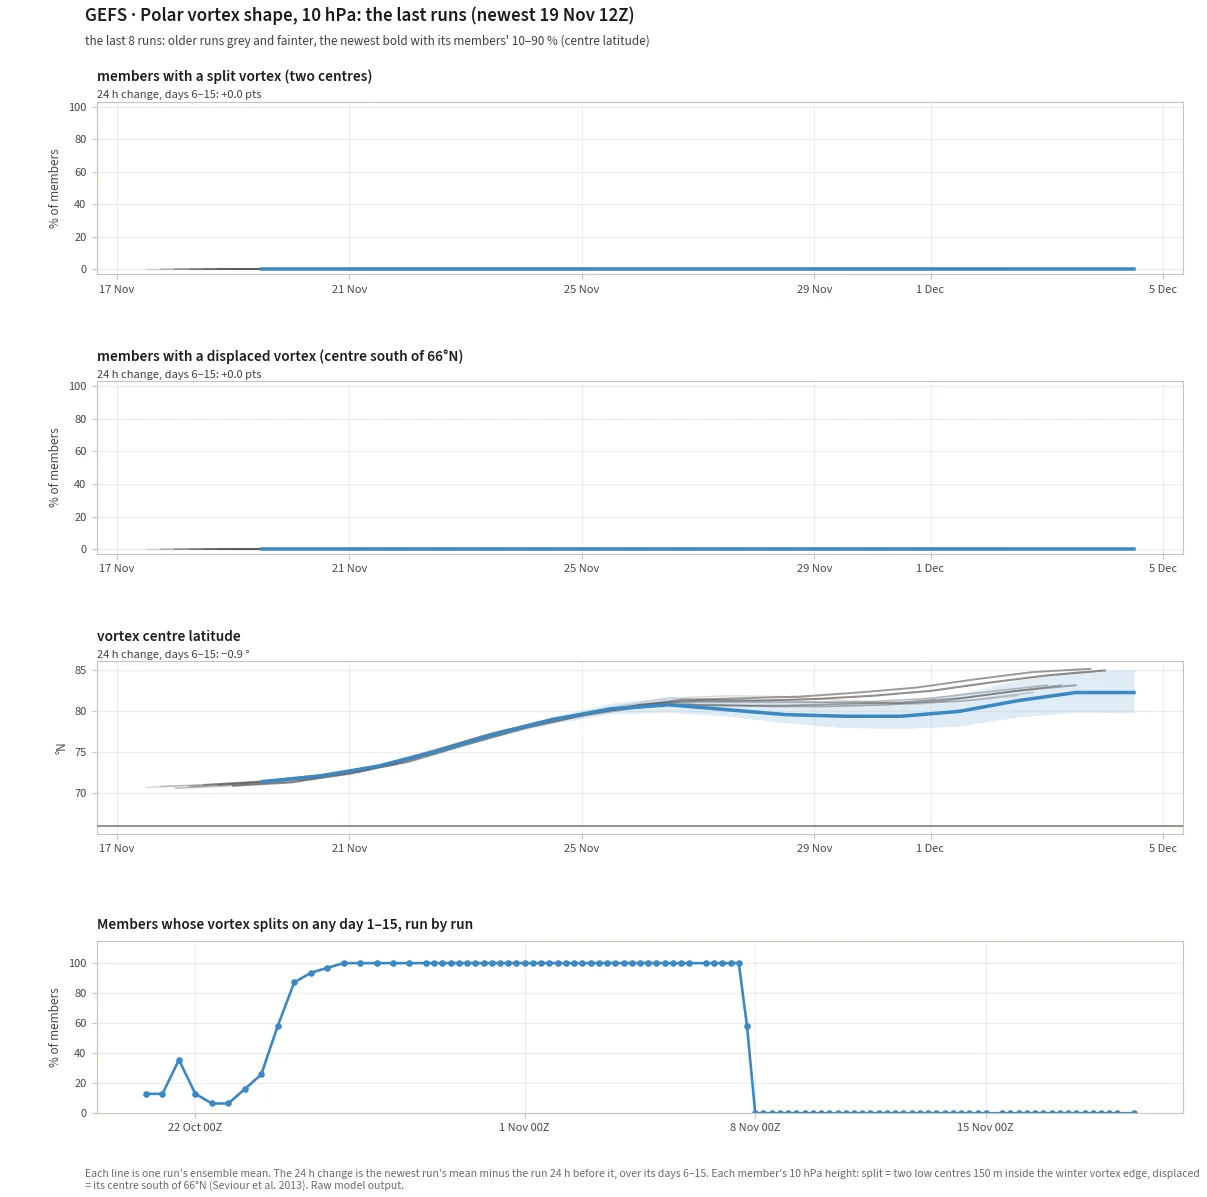 GEFS · Polar vortex shape, 10 hPa: the last runs (newest 19 Nov 12Z)
the last 8 runs: older runs grey and fainter, the newest bold with its members' 10–90 % (centre latitude)
members with a split vortex (two centres)
24 h change, days 6–15: +0.0 pts
100
80
60
40
20
0
% of members
17 Nov
21 Nov
25 Nov
29 Nov
1 Dec
5 Dec
members with a displaced vortex (centre south of 66°N)
24 h change, days 6–15: +0.0 pts
100
80
60
40
20
0
% of members
17 Nov
21 Nov
25 Nov
29 Nov
1 Dec
5 Dec
vortex centre latitude
24 h change, days 6–15: −0.9 °
85
80
75
70
°N
17 Nov
21 Nov
25 Nov
29 Nov
1 Dec
5 Dec
Members whose vortex splits on any day 1–15, run by run
100
80
60
40
20
0
% of members
22 Oct 00Z
1 Nov 00Z
8 Nov 00Z
15 Nov 00Z
Each line is one run's ensemble mean. The 24 h change is the newest run's mean minus the run 24 h before it, over its days 6–15. Each member's 10 hPa height: split = two low centres 150 m inside the winter vortex edge, displaced
= its centre south of 66°N (Seviour et al. 2013). Raw model output.